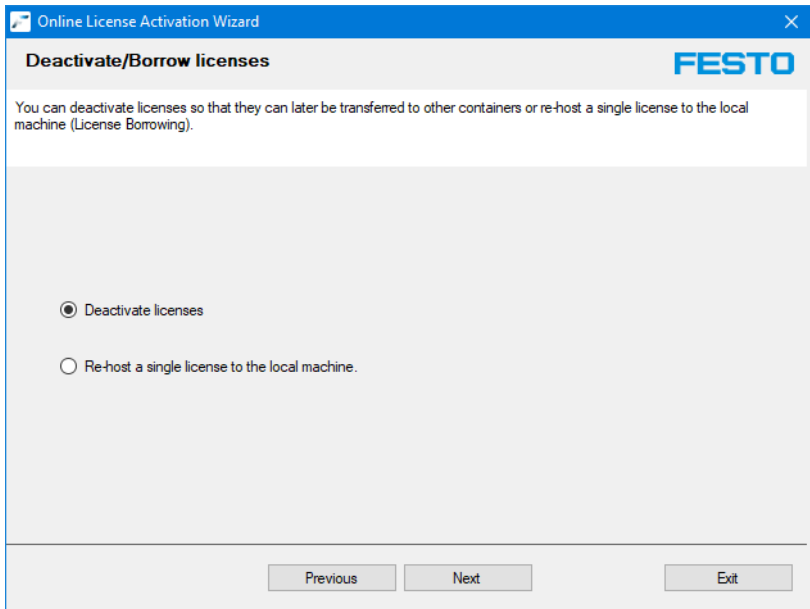 Online License Activation Wizard
Deactivate/Borrow licenses
FESTO
You can deactivate licenses so that they can later be transferred to other containers or re-host a single license to the local
machine (License Borrowing).
Deactivate licenses
Re-host a single license to the local machine.
Previous
Next
Exit